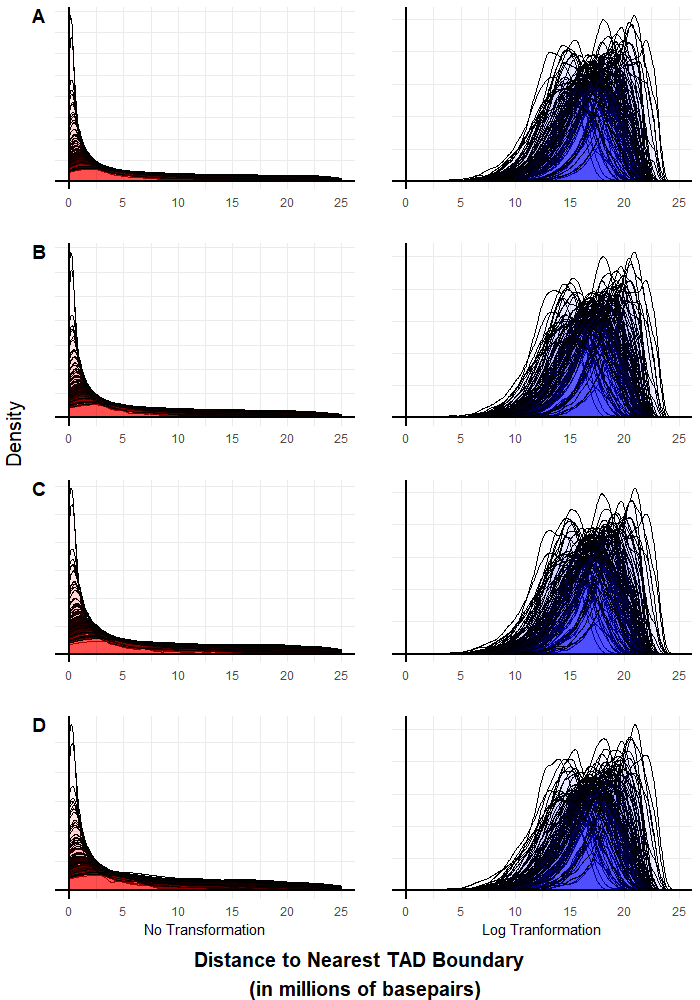 A
0 5 10 15 20 25
0 5 10 15 20 25
B
0 5 10 15 20 25
0 5 10 15 20 25
Density
C
0 5 10 15 20 25
0 5 10 15 20 25
D
0 5 10 15 20 25
0 5 10 15 20 25
No Transformation
Log Tranformation
Distance to Nearest TAD Boundary
(in millions of basepairs)